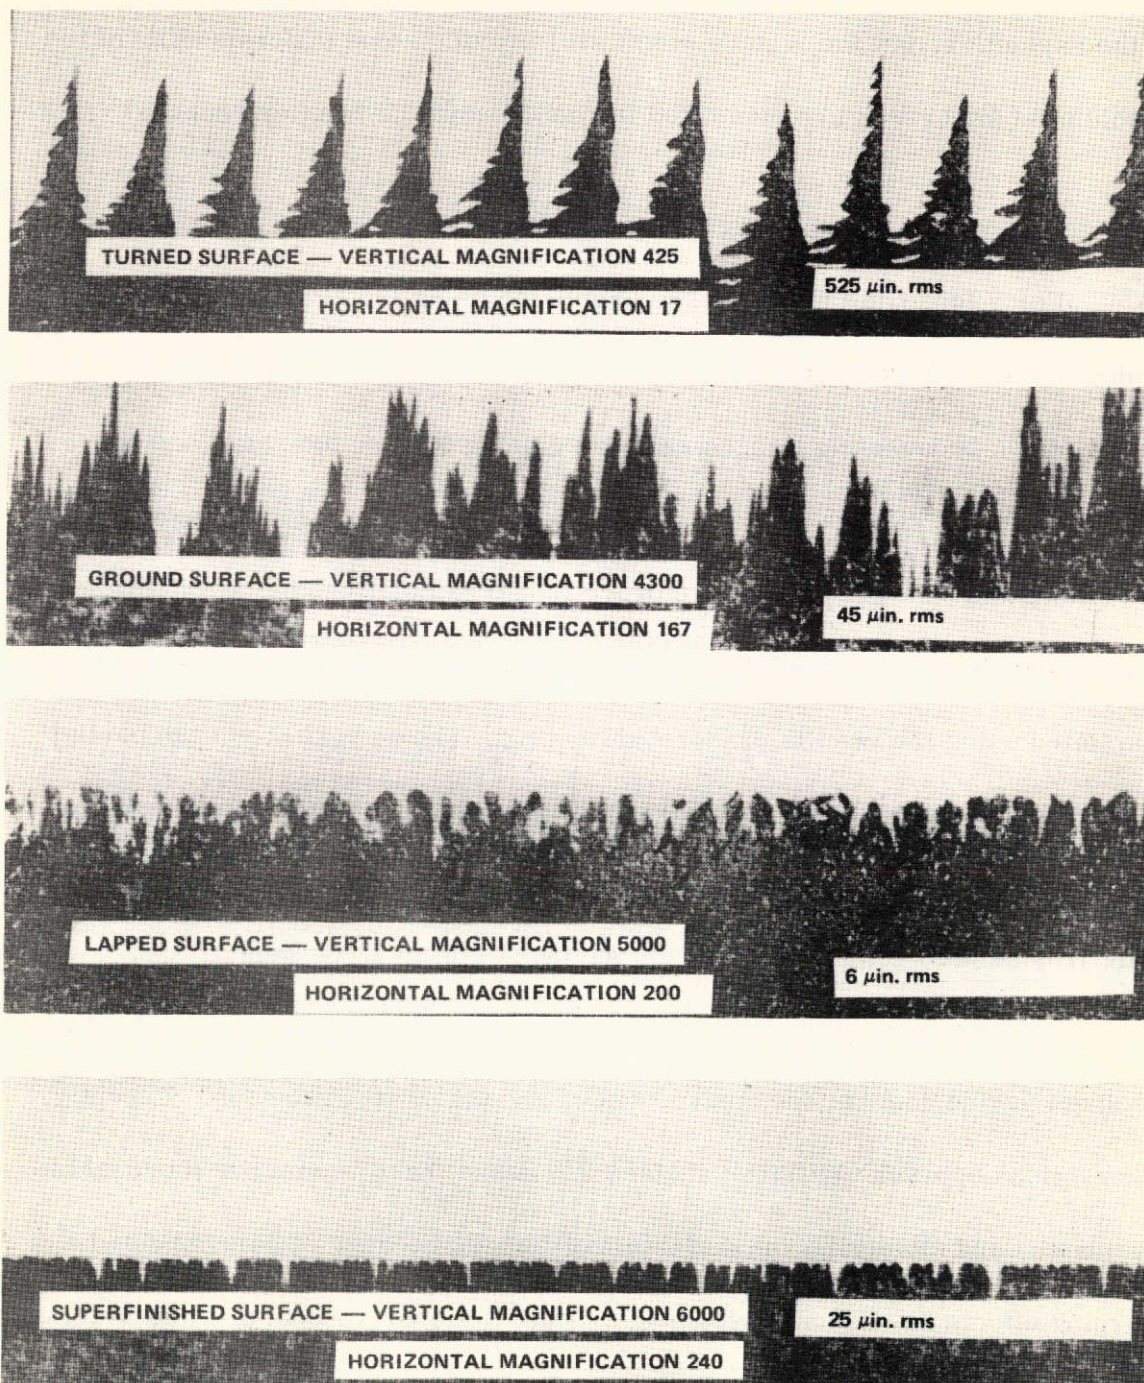 TURNED SURFACE — VERTICAL MAGNIFICATION 425
HORIZONTAL MAGNIFICATION 17
525 μin. rms
GROUND SURFACE — VERTICAL MAGNIFICATION 4300
HORIZONTAL MAGNIFICATION 167
45 μin. rms
LAPPED SURFACE — VERTICAL MAGNIFICATION 5000
HORIZONTAL MAGNIFICATION 200
6 μin. rms
SUPERFINISHED SURFACE — VERTICAL MAGNIFICATION 6000
HORIZONTAL MAGNIFICATION 240
25 μin. rms